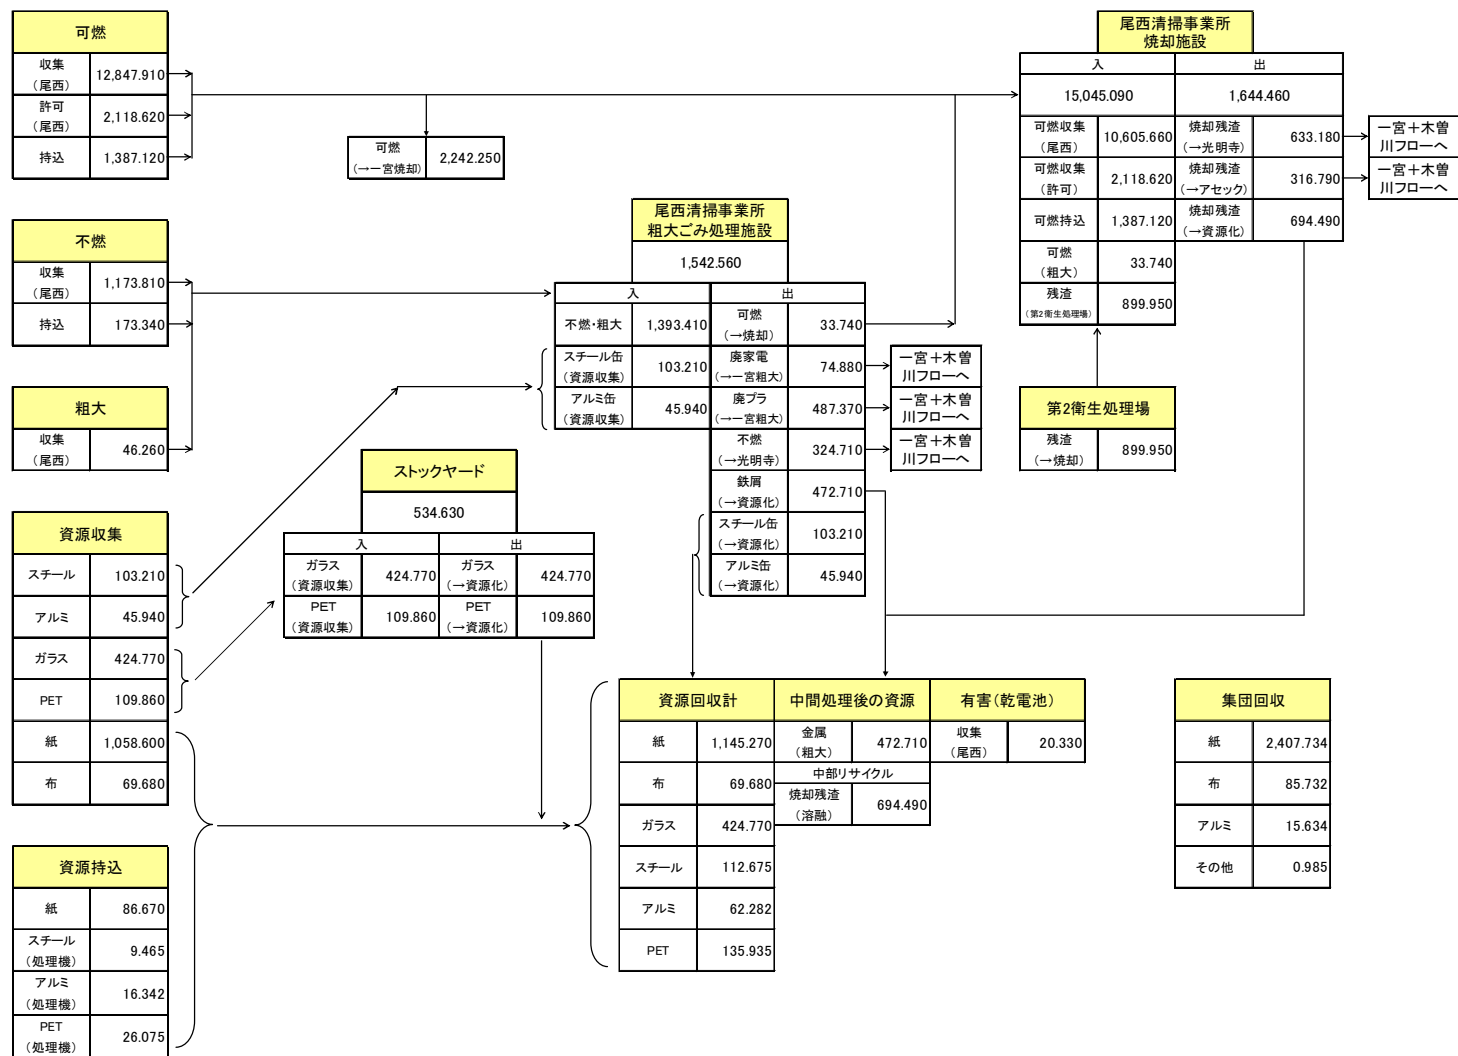 可燃
収集
（尾西）
12,847.910
許可
（尾西）
2,118.620
持込
1,387.120
可燃
（→一宮焼却）
2,242.250
尾西清掃事業所
焼却施設
入
出
15,045.090
1,644.460
可燃収集
（尾西）
10,605.660
焼却残渣
（→光明寺）
633.180
一宮＋木曽
川フローへ
可燃収集
（許可）
2,118.620
焼却残渣
（→アセック）
316.790
一宮＋木曽
川フローへ
可燃持込
1,387.120
焼却残渣
（→資源化）
694.490
可燃
（粗大）
33.740
残渣
（第2衛生処理場）
899.950
第2衛生処理場
残渣
（→焼却）
899.950
不燃
収集
（尾西）
1,173.810
持込
173.340
粗大
収集
（尾西）
46.260
尾西清掃事業所
粗大ごみ処理施設
1,542.560
入
出
不燃・粗大
1,393.410
可燃
（→焼却）
33.740
スチール缶
（資源収集）
103.210
廃家電
（→一宮粗大）
74.880
一宮＋木曽
川フローへ
アルミ缶
（資源収集）
45.940
廃プラ
（→一宮粗大）
487.370
一宮＋木曽
川フローへ
不燃
（→光明寺）
324.710
一宮＋木曽
川フローへ
鉄屑
（→資源化）
472.710
スチール缶
（→資源化）
103.210
アルミ缶
（→資源化）
45.940
ストックヤード
534.630
入
出
ガラス
（資源収集）
424.770
ガラス
（→資源化）
424.770
PET
（資源収集）
109.860
PET
（→資源化）
109.860
資源収集
スチール
103.210
アルミ
45.940
ガラス
424.770
PET
109.860
紙
1,058.600
布
69.680
資源持込
紙
86.670
スチール
（処理機）
9.465
アルミ
（処理機）
16.342
PET
（処理機）
26.075
資源回収計
紙
1,145.270
布
69.680
ガラス
424.770
スチール
112.675
アルミ
62.282
PET
135.935
中間処理後の資源
金属
（粗大）
472.710
中部リサイクル
焼却残渣
（溶融）
694.490
有害（乾電池）
収集
（尾西）
20.330
集団回収
紙
2,407.734
布
85.732
アルミ
15.634
その他
0.985